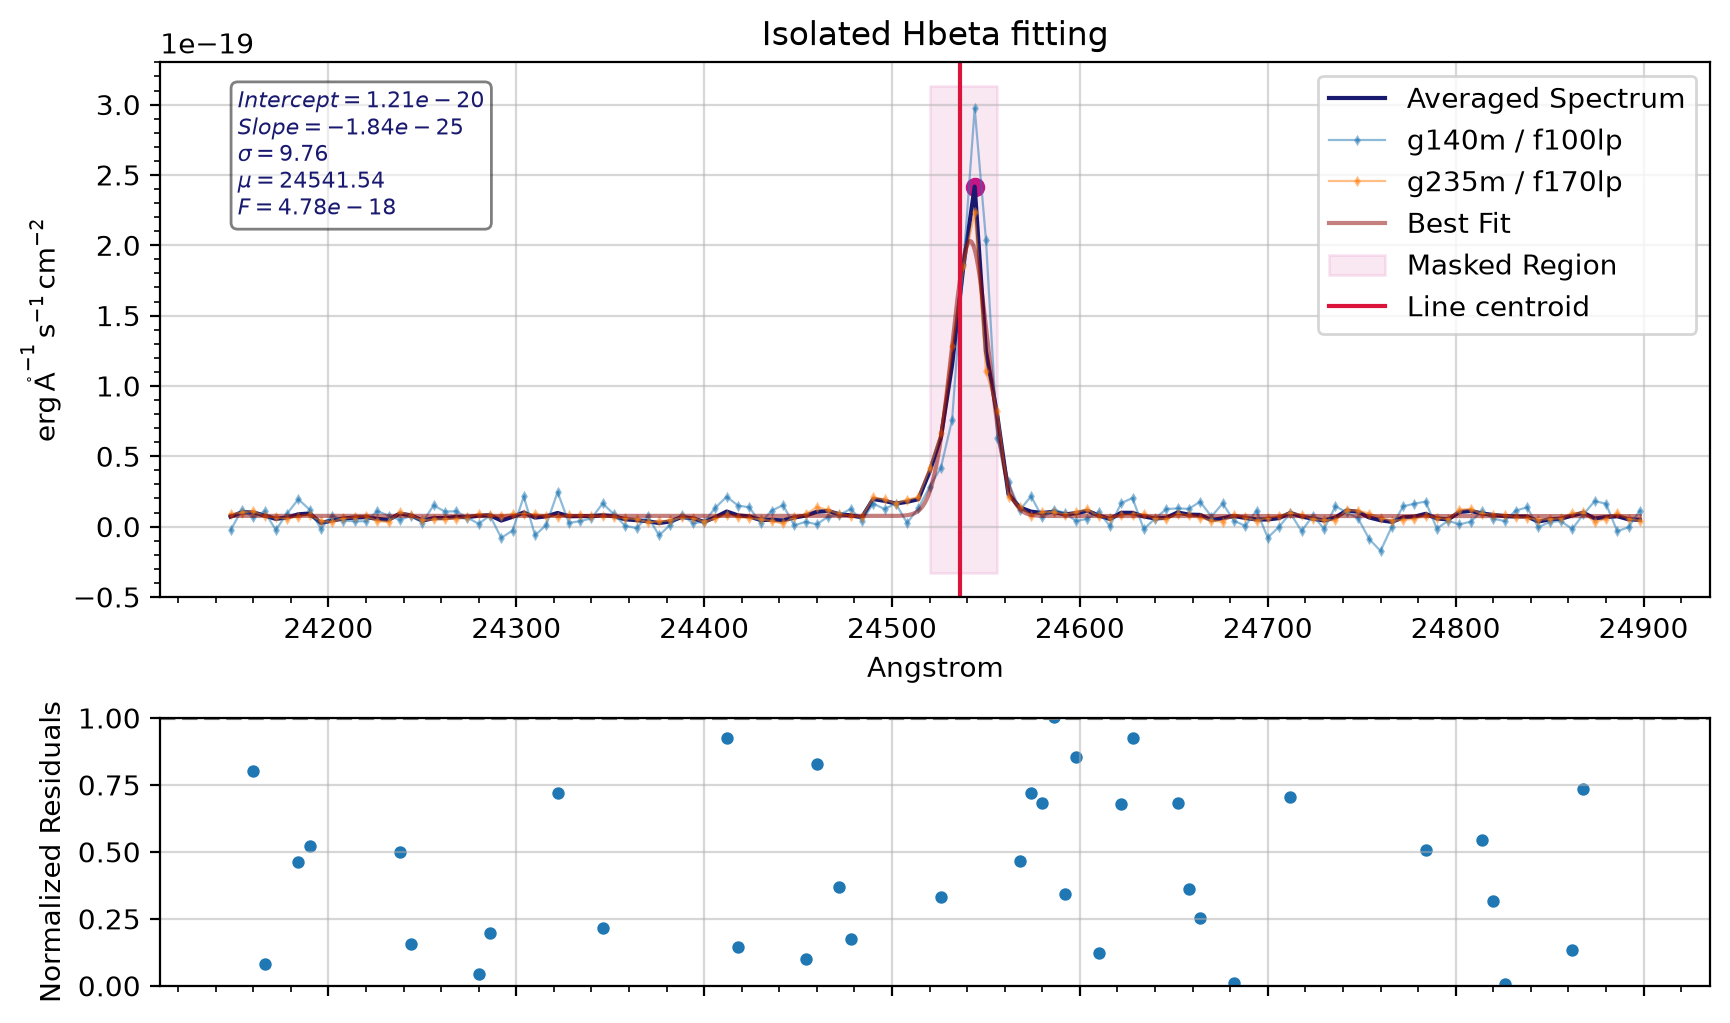 Isolated Hbeta fitting
1e−19
Intercept = 1.21e − 20
Slope = −1.84e − 25
σ = 9.76
μ = 24541.54
F = 4.78e − 18
Averaged Spectrum
g140m / f100lp
g235m / f170lp
Best Fit
Masked Region
Line centroid
3.0
2.5
2.0
1.5
1.0
0.5
0.0
−0.5
erg Å⁻¹ s⁻¹ cm⁻²
24200 24300 24400 24500 24600 24700 24800 24900
Angstrom
1.00
0.75
0.50
0.25
0.00
Normalized Residuals